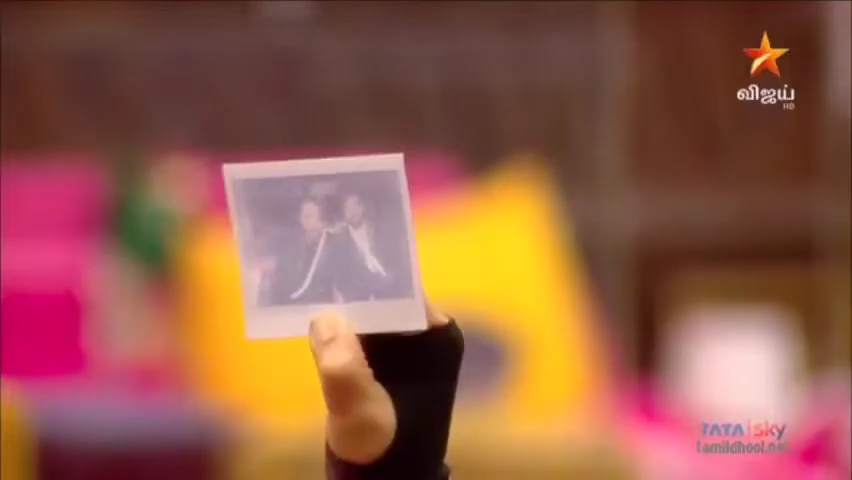 விஜய்
HD
TATA sky
tamildhool.net